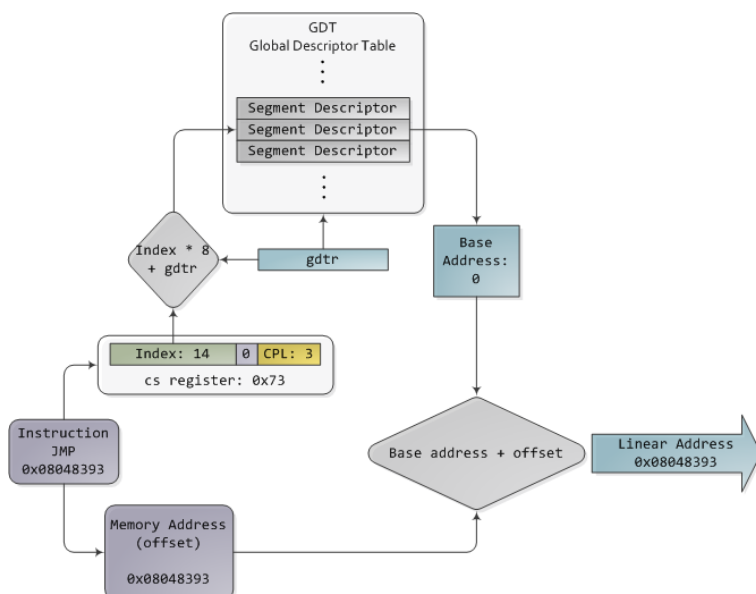 GDT
Global Descriptor Table
Segment Descriptor
Segment Descriptor
Segment Descriptor
Index * 8
+ gdtr
gdtr
Base
Address:
0
Index: 14
0
CPL: 3
cs register: 0x73
Instruction
JMP
0x08048393
Base address + offset
Linear Address
0x08048393
Memory Address
(offset)
0x08048393